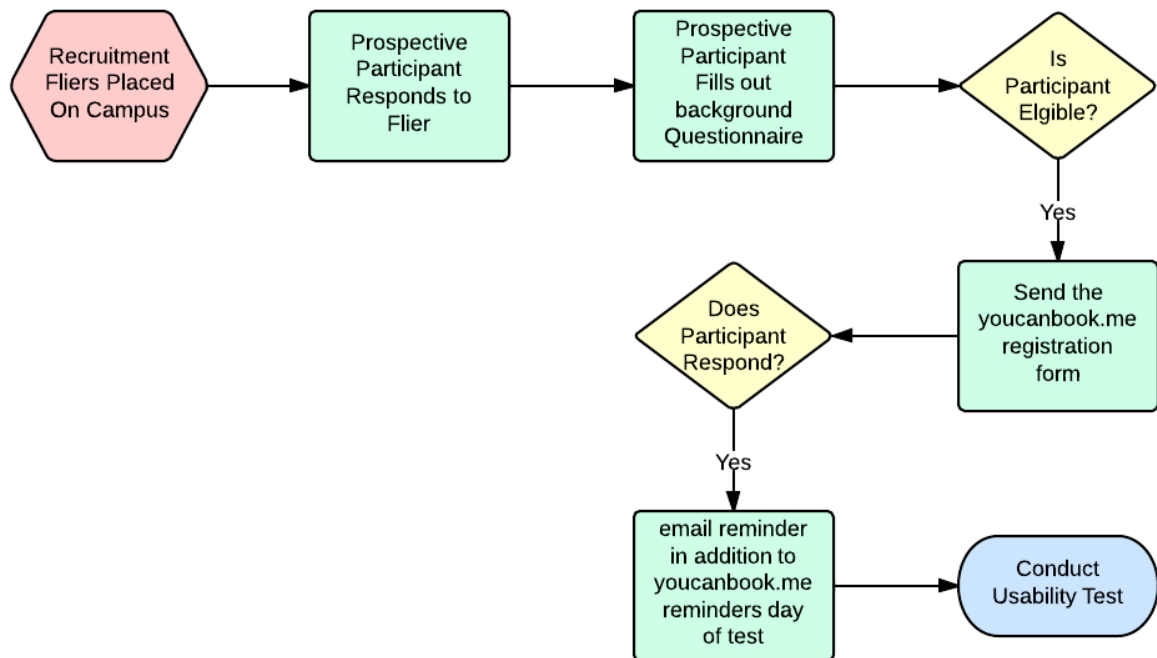 Recruitment
Fliers Placed
On Campus
Prospective
Participant
Responds to
Flier
Prospective
Participant
Fills out
background
Questionnaire
Is
Participant
Elgible?
Yes
Send the
youcanbook.me
registration
form
Does
Participant
Respond?
Yes
email reminder
in addition to
youcanbook.me
reminders day
of test
Conduct
Usability Test